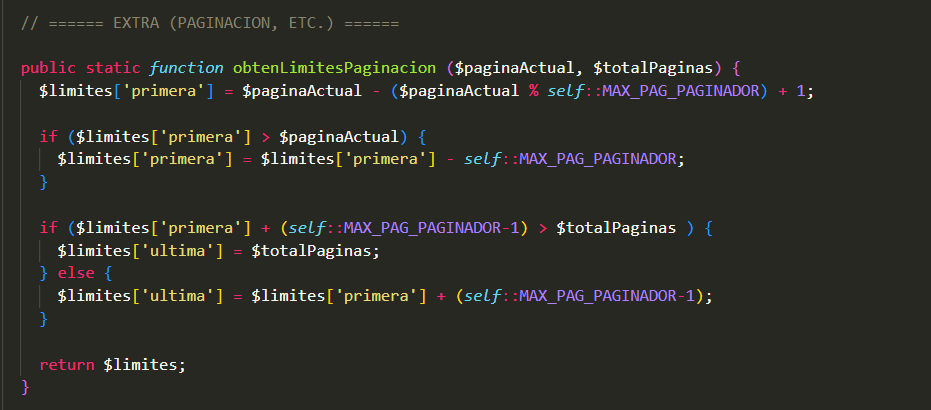 // ====== EXTRA (PAGINACION, ETC.) ======
public static function obtenLimitesPaginacion ($paginaActual, $totalPaginas) {
$limites['primera'] = $paginaActual - ($paginaActual % self::MAX_PAG_PAGINADOR) + 1;
if ($limites['primera'] > $paginaActual) {
$limites['primera'] = $limites['primera'] - self::MAX_PAG_PAGINADOR;
}
if ($limites['primera'] + (self::MAX_PAG_PAGINADOR-1) > $totalPaginas ) {
$limites['ultima'] = $totalPaginas;
} else {
$limites['ultima'] = $limites['primera'] + (self::MAX_PAG_PAGINADOR-1);
}
return $limites;
}